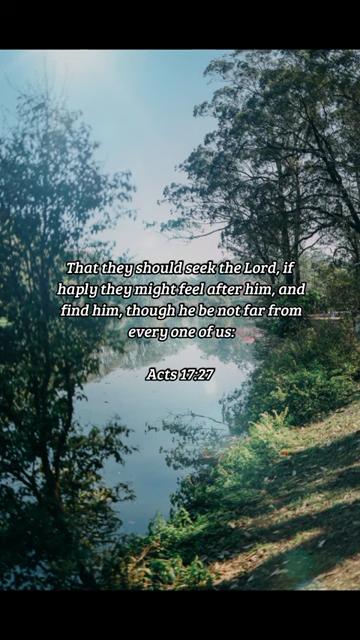 That they should seek the Lord, if
haply they might feel after him, and
find him, though he be not far from
every one of us:
Acts 17:27